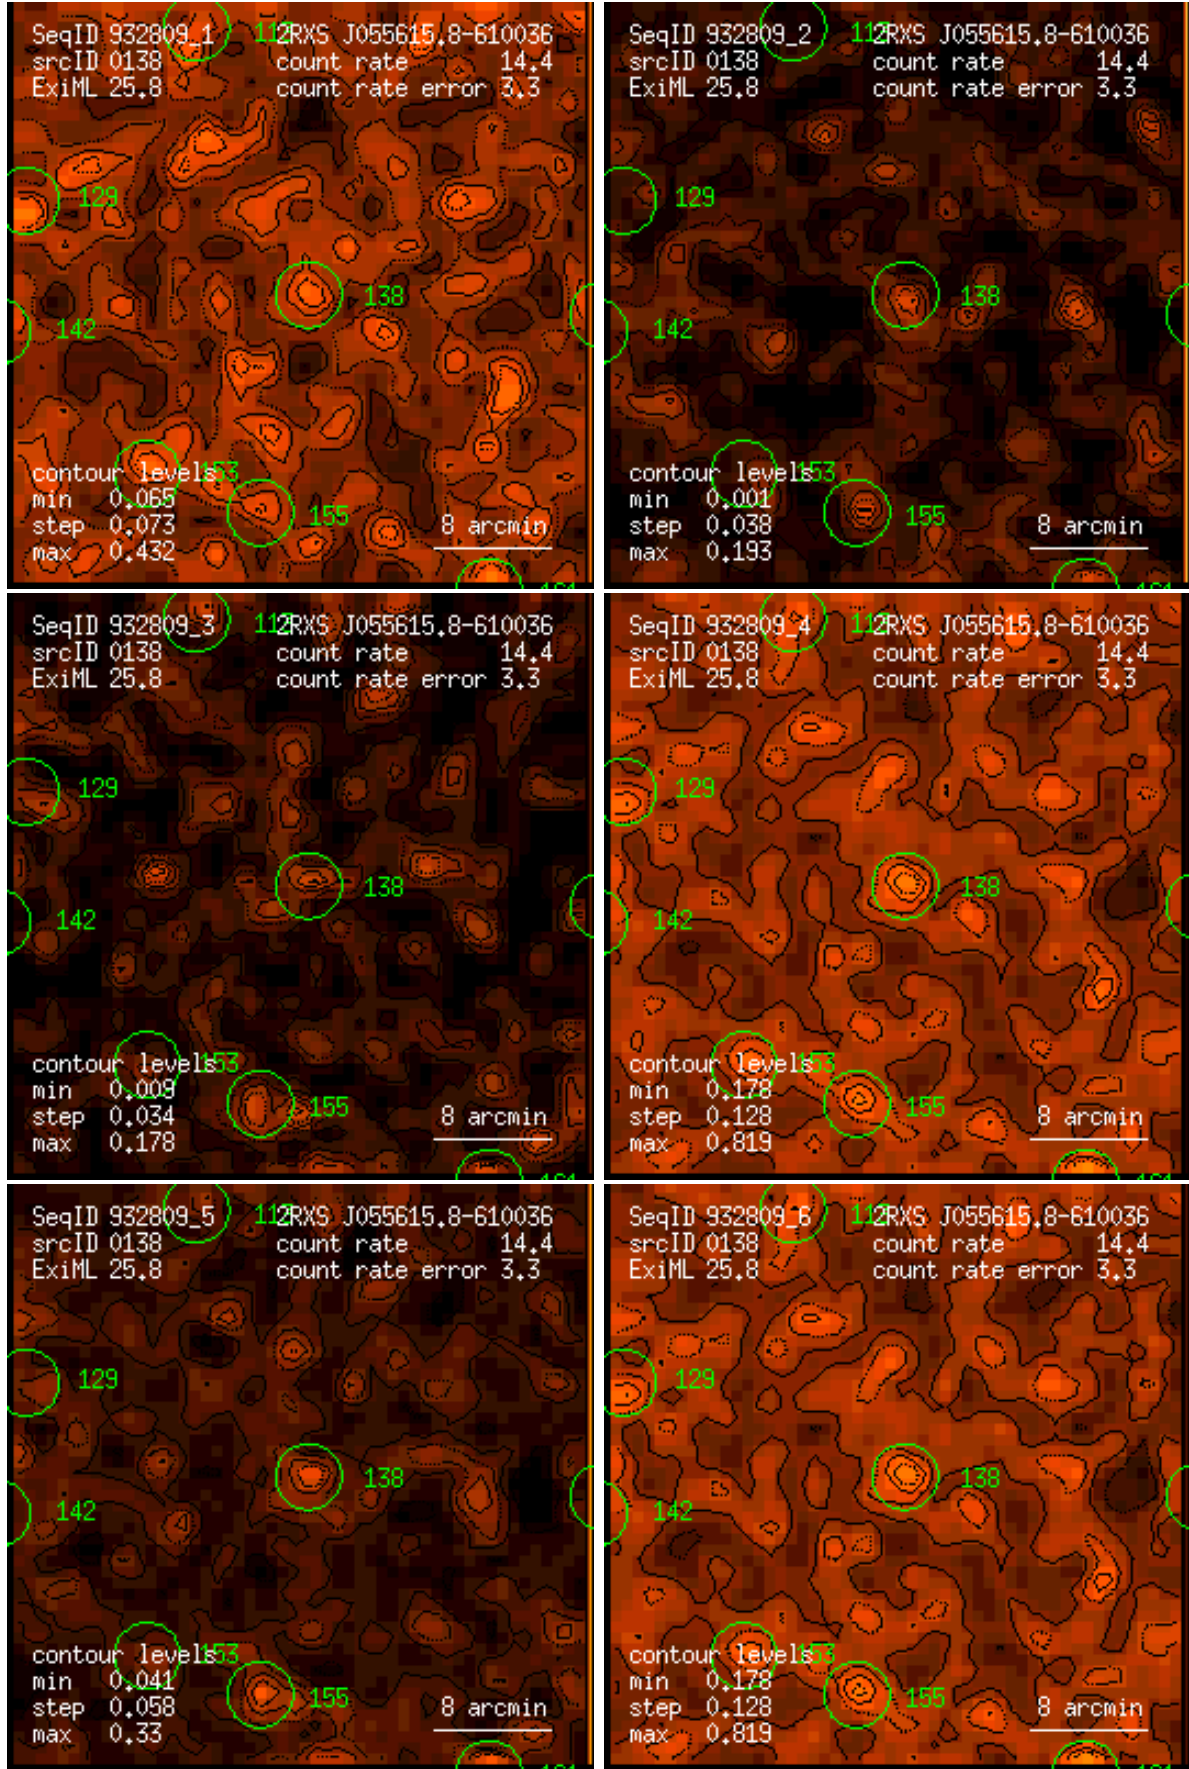 SeqID 932809_1 2RXS J055615.8-610036
srcID 0138 count rate 14.4
ExiML 25.8 count rate error 3.3
129
138
142
contour levels 153
min 0.065
step 0.073 155 8 arcmin
max 0.432
SeqID 932809_2 2RXS J055615.8-610036
srcID 0138 count rate 14.4
ExiML 25.8 count rate error 3.3
129
138
142
contour levels 153
min 0.001
step 0.038 155 8 arcmin
max 0.193
SeqID 932809_3 2RXS J055615.8-610036
srcID 0138 count rate 14.4
ExiML 25.8 count rate error 3.3
129
138
142
contour levels 153
min 0.009
step 0.034 155 8 arcmin
max 0.178
SeqID 932809_4 2RXS J055615.8-610036
srcID 0138 count rate 14.4
ExiML 25.8 count rate error 3.3
129
138
142
contour levels 153
min 0.178
step 0.128 155 8 arcmin
max 0.819
SeqID 932809_5 2RXS J055615.8-610036
srcID 0138 count rate 14.4
ExiML 25.8 count rate error 3.3
129
138
142
contour levels 153
min 0.041
step 0.058 155 8 arcmin
max 0.33
SeqID 932809_6 2RXS J055615.8-610036
srcID 0138 count rate 14.4
ExiML 25.8 count rate error 3.3
129
138
142
contour levels 153
min 0.178
step 0.128 155 8 arcmin
max 0.819